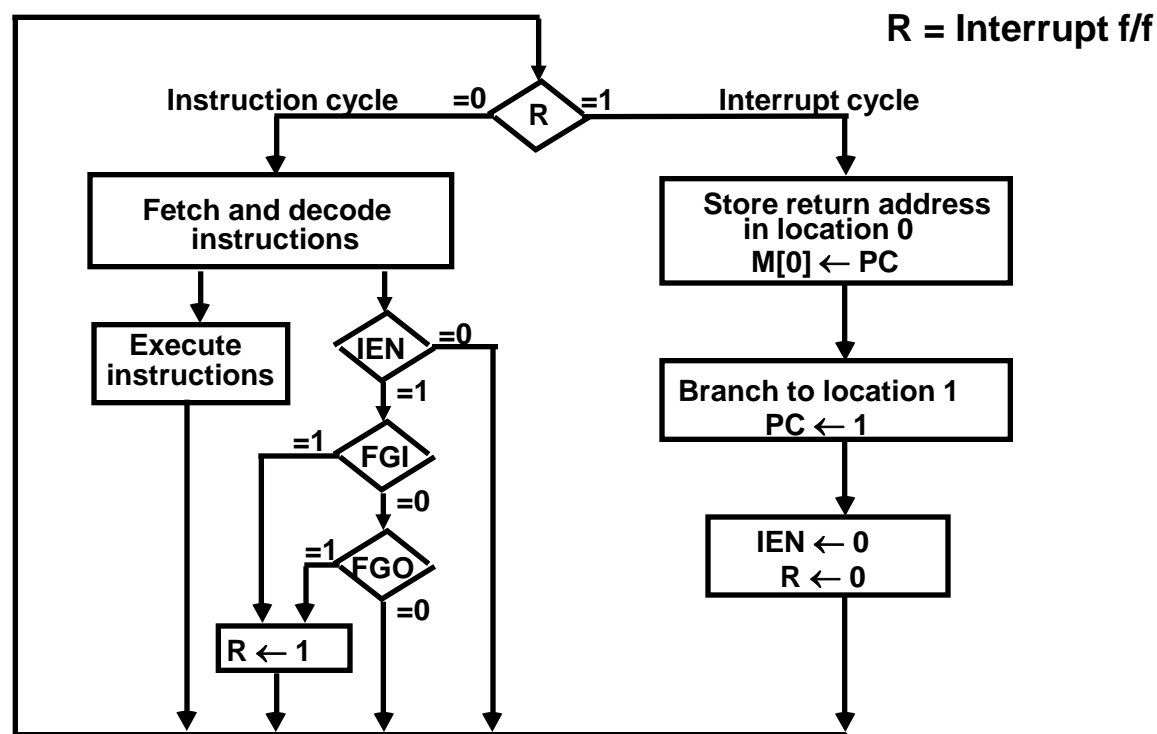 R = Interrupt f/f
Instruction cycle
=0
R
=1
Interrupt cycle
Fetch and decode
instructions
Execute
instructions
IEN
=0
=1
FGI
=1
=0
FGO
=1
=0
R ← 1
Store return address
in location 0
M[0] ← PC
Branch to location 1
PC ← 1
IEN ← 0
R ← 0